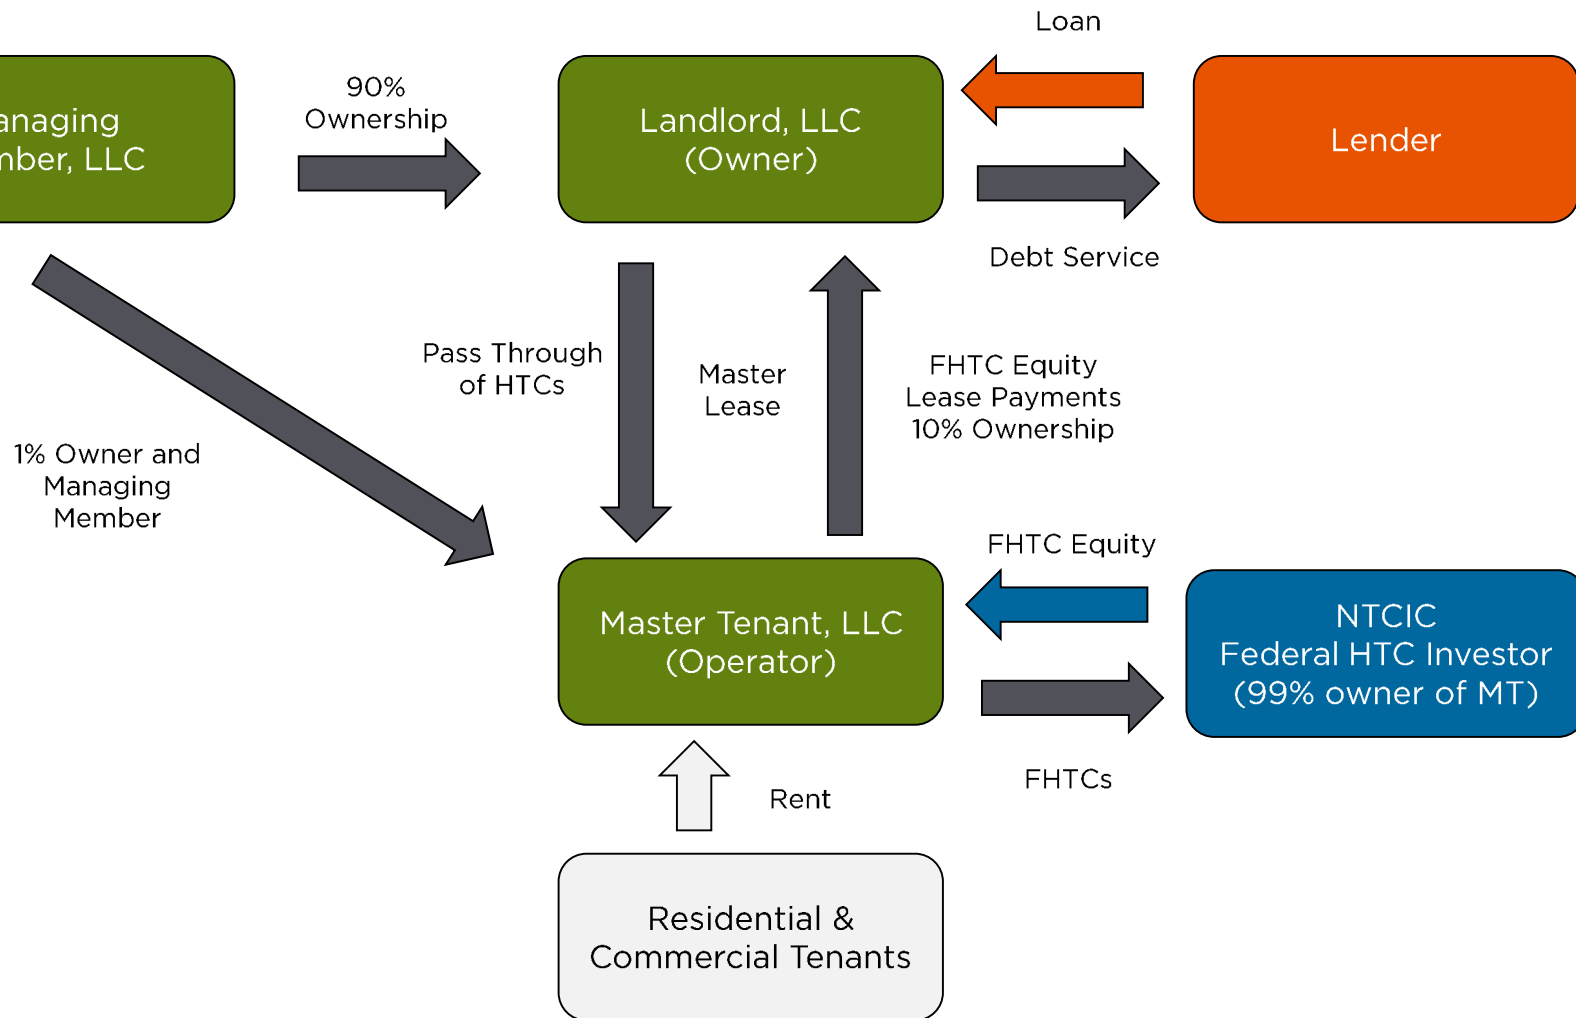 Loan
90%
Ownership
Landlord, LLC
(Owner)
Lender
LLC
Debt Service
Pass Through
of HTCs
Master
Lease
FHTC Equity
Lease Payments
10% Ownership
1% Owner and
Managing
Member
FHTC Equity
Master Tenant, LLC
(Operator)
NTCIC
Federal HTC Investor
(99% owner of MT)
FHTCs
Rent
Residential &
Commercial Tenants